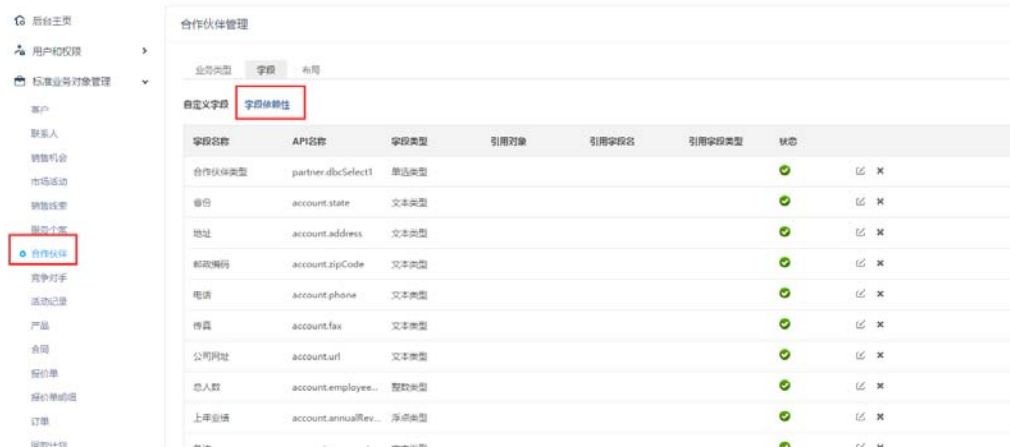 后台主页
用户和权限
标准业务对象管理
客户
联系人
销售机会
市场活动
销售线索
服务个案
合作伙伴
竞争对手
活动记录
产品
合同
报价单
报价单明细
订单
合作伙伴管理
业务类型 字段 布局
自定义字段 字段依赖性
字段名称 API名称 字段类型 引用对象 引用字段名 引用字段类型 状态
合作伙伴类型 partner.dbcSelect1 单选类型
省份 account.state 文本类型
地址 account.address 文本类型
邮政编码 account.zipCode 文本类型
电话 account.phone 文本类型
传真 account.fax 文本类型
公司网址 account.url 文本类型
总人数 account.employee... 整数类型
上年业绩 account.annualRev... 浮点类型